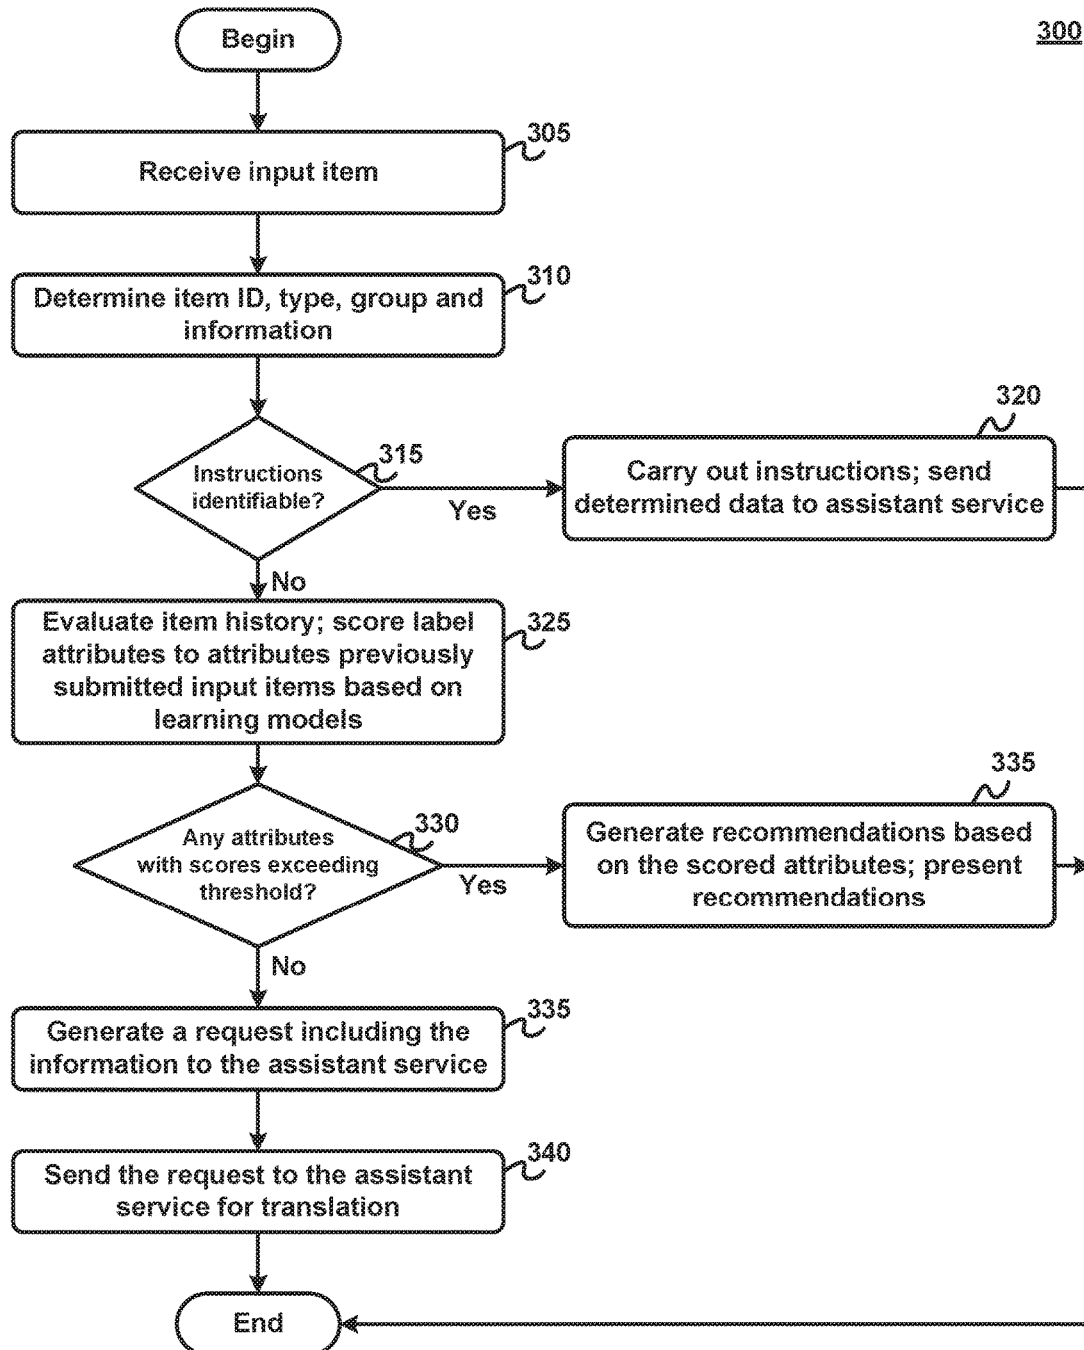 Begin
300
305
Receive input item
310
Determine item ID, type, group and
information
320
315
Instructions
identifiable?
Yes
Carry out instructions; send
determined data to assistant service
No
325
Evaluate item history; score label
attributes to attributes previously
submitted input items based on
learning models
335
330
Any attributes
with scores exceeding
threshold?
Yes
Generate recommendations based
on the scored attributes; present
recommendations
No
335
Generate a request including the
information to the assistant service
340
Send the request to the assistant
service for translation
End